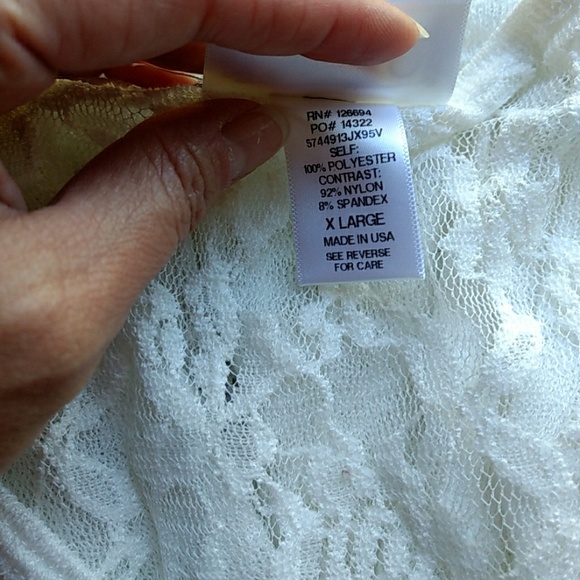 RN# 126694
PO# 14322
5744913JX95V
SELF:
100% POLYESTER
CONTRAST:
92% NYLON
8% SPANDEX
X LARGE
MADE IN USA
SEE REVERSE
FOR CARE